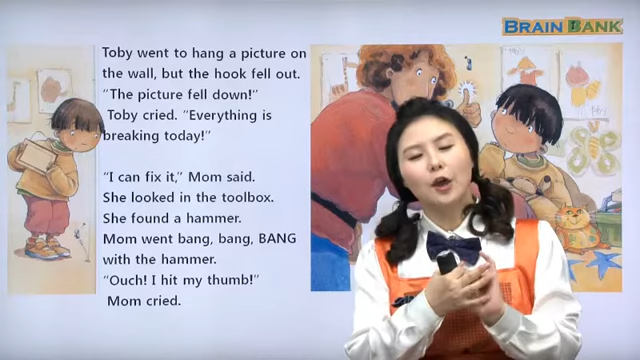 BRAIN BANK
Toby went to hang a picture on
the wall, but the hook fell out.
“The picture fell down!”
Toby cried. “Everything is
breaking today!”
“I can fix it,” Mom said.
She looked in the toolbox.
She found a hammer.
Mom went bang, bang, BANG
with the hammer.
“Ouch! I hit my thumb!”
Mom cried.